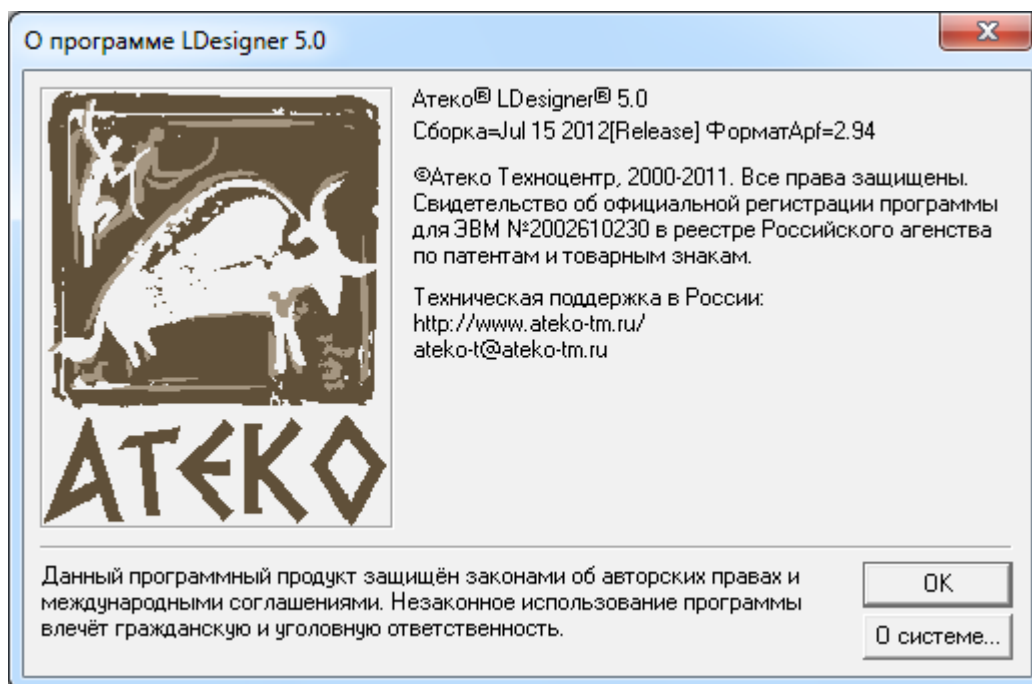 О программе LDesigner 5.0
Атеко® LDesigner® 5.0
Сборка=Jul 15 2012[Release] ФорматApf=2.94
©Атеко Техноцентр, 2000-2011. Все права защищены.
Свидетельство об официальной регистрации программы
для ЭВМ №2002610230 в реестре Российского агенства
по патентам и товарным знакам.
Техническая поддержка в России:
http://www.ateko-tm.ru/
ateko-t@ateko-tm.ru
АТЕКО
Данный программный продукт защищён законами об авторских правах и
международными соглашениями. Незаконное использование программы
влечёт гражданскую и уголовную ответственность.
OK
О системе...